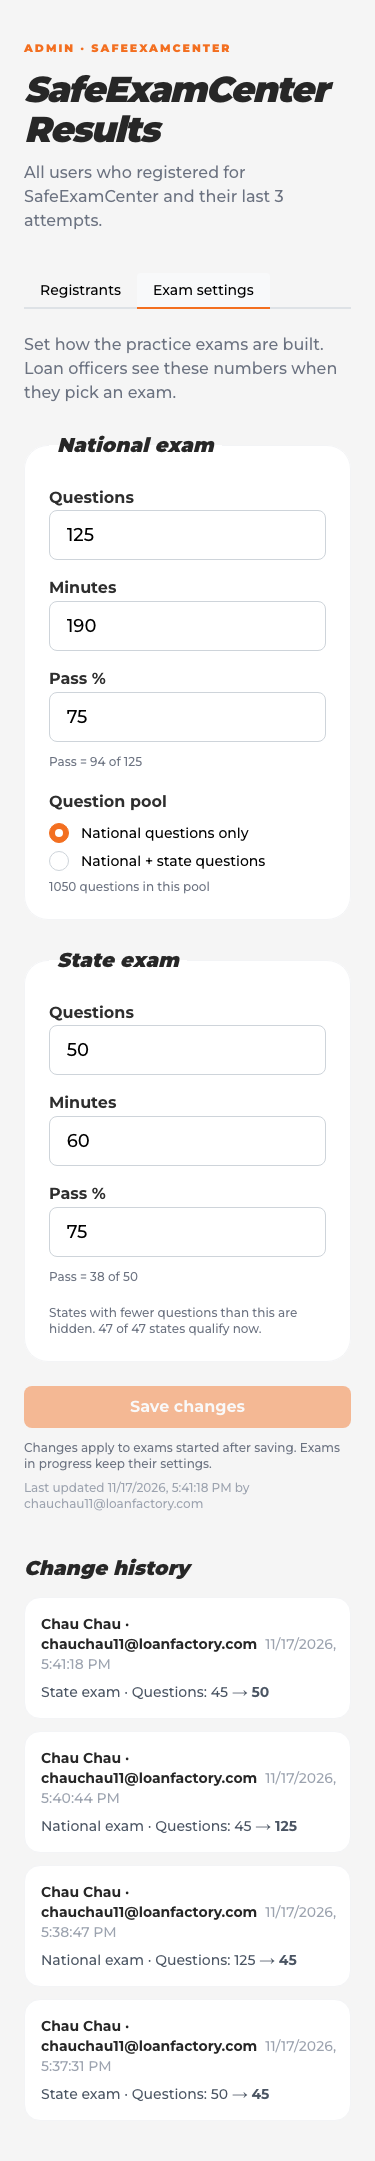 ADMIN · SAFEEXAMCENTER
SafeExamCenter
Results
All users who registered for
SafeExamCenter and their last 3
attempts.
Registrants
Exam settings
Set how the practice exams are built.
Loan officers see these numbers when
they pick an exam.
National exam
Questions
125
Minutes
190
Pass %
75
Pass = 94 of 125
Question pool
National questions only
National + state questions
1050 questions in this pool
State exam
Questions
50
Minutes
60
Pass %
75
Pass = 38 of 50
States with fewer questions than this are
hidden. 47 of 47 states qualify now.
Save changes
Changes apply to exams started after saving. Exams
in progress keep their settings.
Last updated 11/17/2026, 5:41:18 PM by
chauchau11@loanfactory.com
Change history
Chau Chau ·
chauchau11@loanfactory.com 11/17/2026,
5:41:18 PM
State exam · Questions: 45 → 50
Chau Chau ·
chauchau11@loanfactory.com 11/17/2026,
5:40:44 PM
National exam · Questions: 45 → 125
Chau Chau ·
chauchau11@loanfactory.com 11/17/2026,
5:38:47 PM
National exam · Questions: 125 → 45
Chau Chau ·
chauchau11@loanfactory.com 11/17/2026,
5:37:31 PM
State exam · Questions: 50 → 45